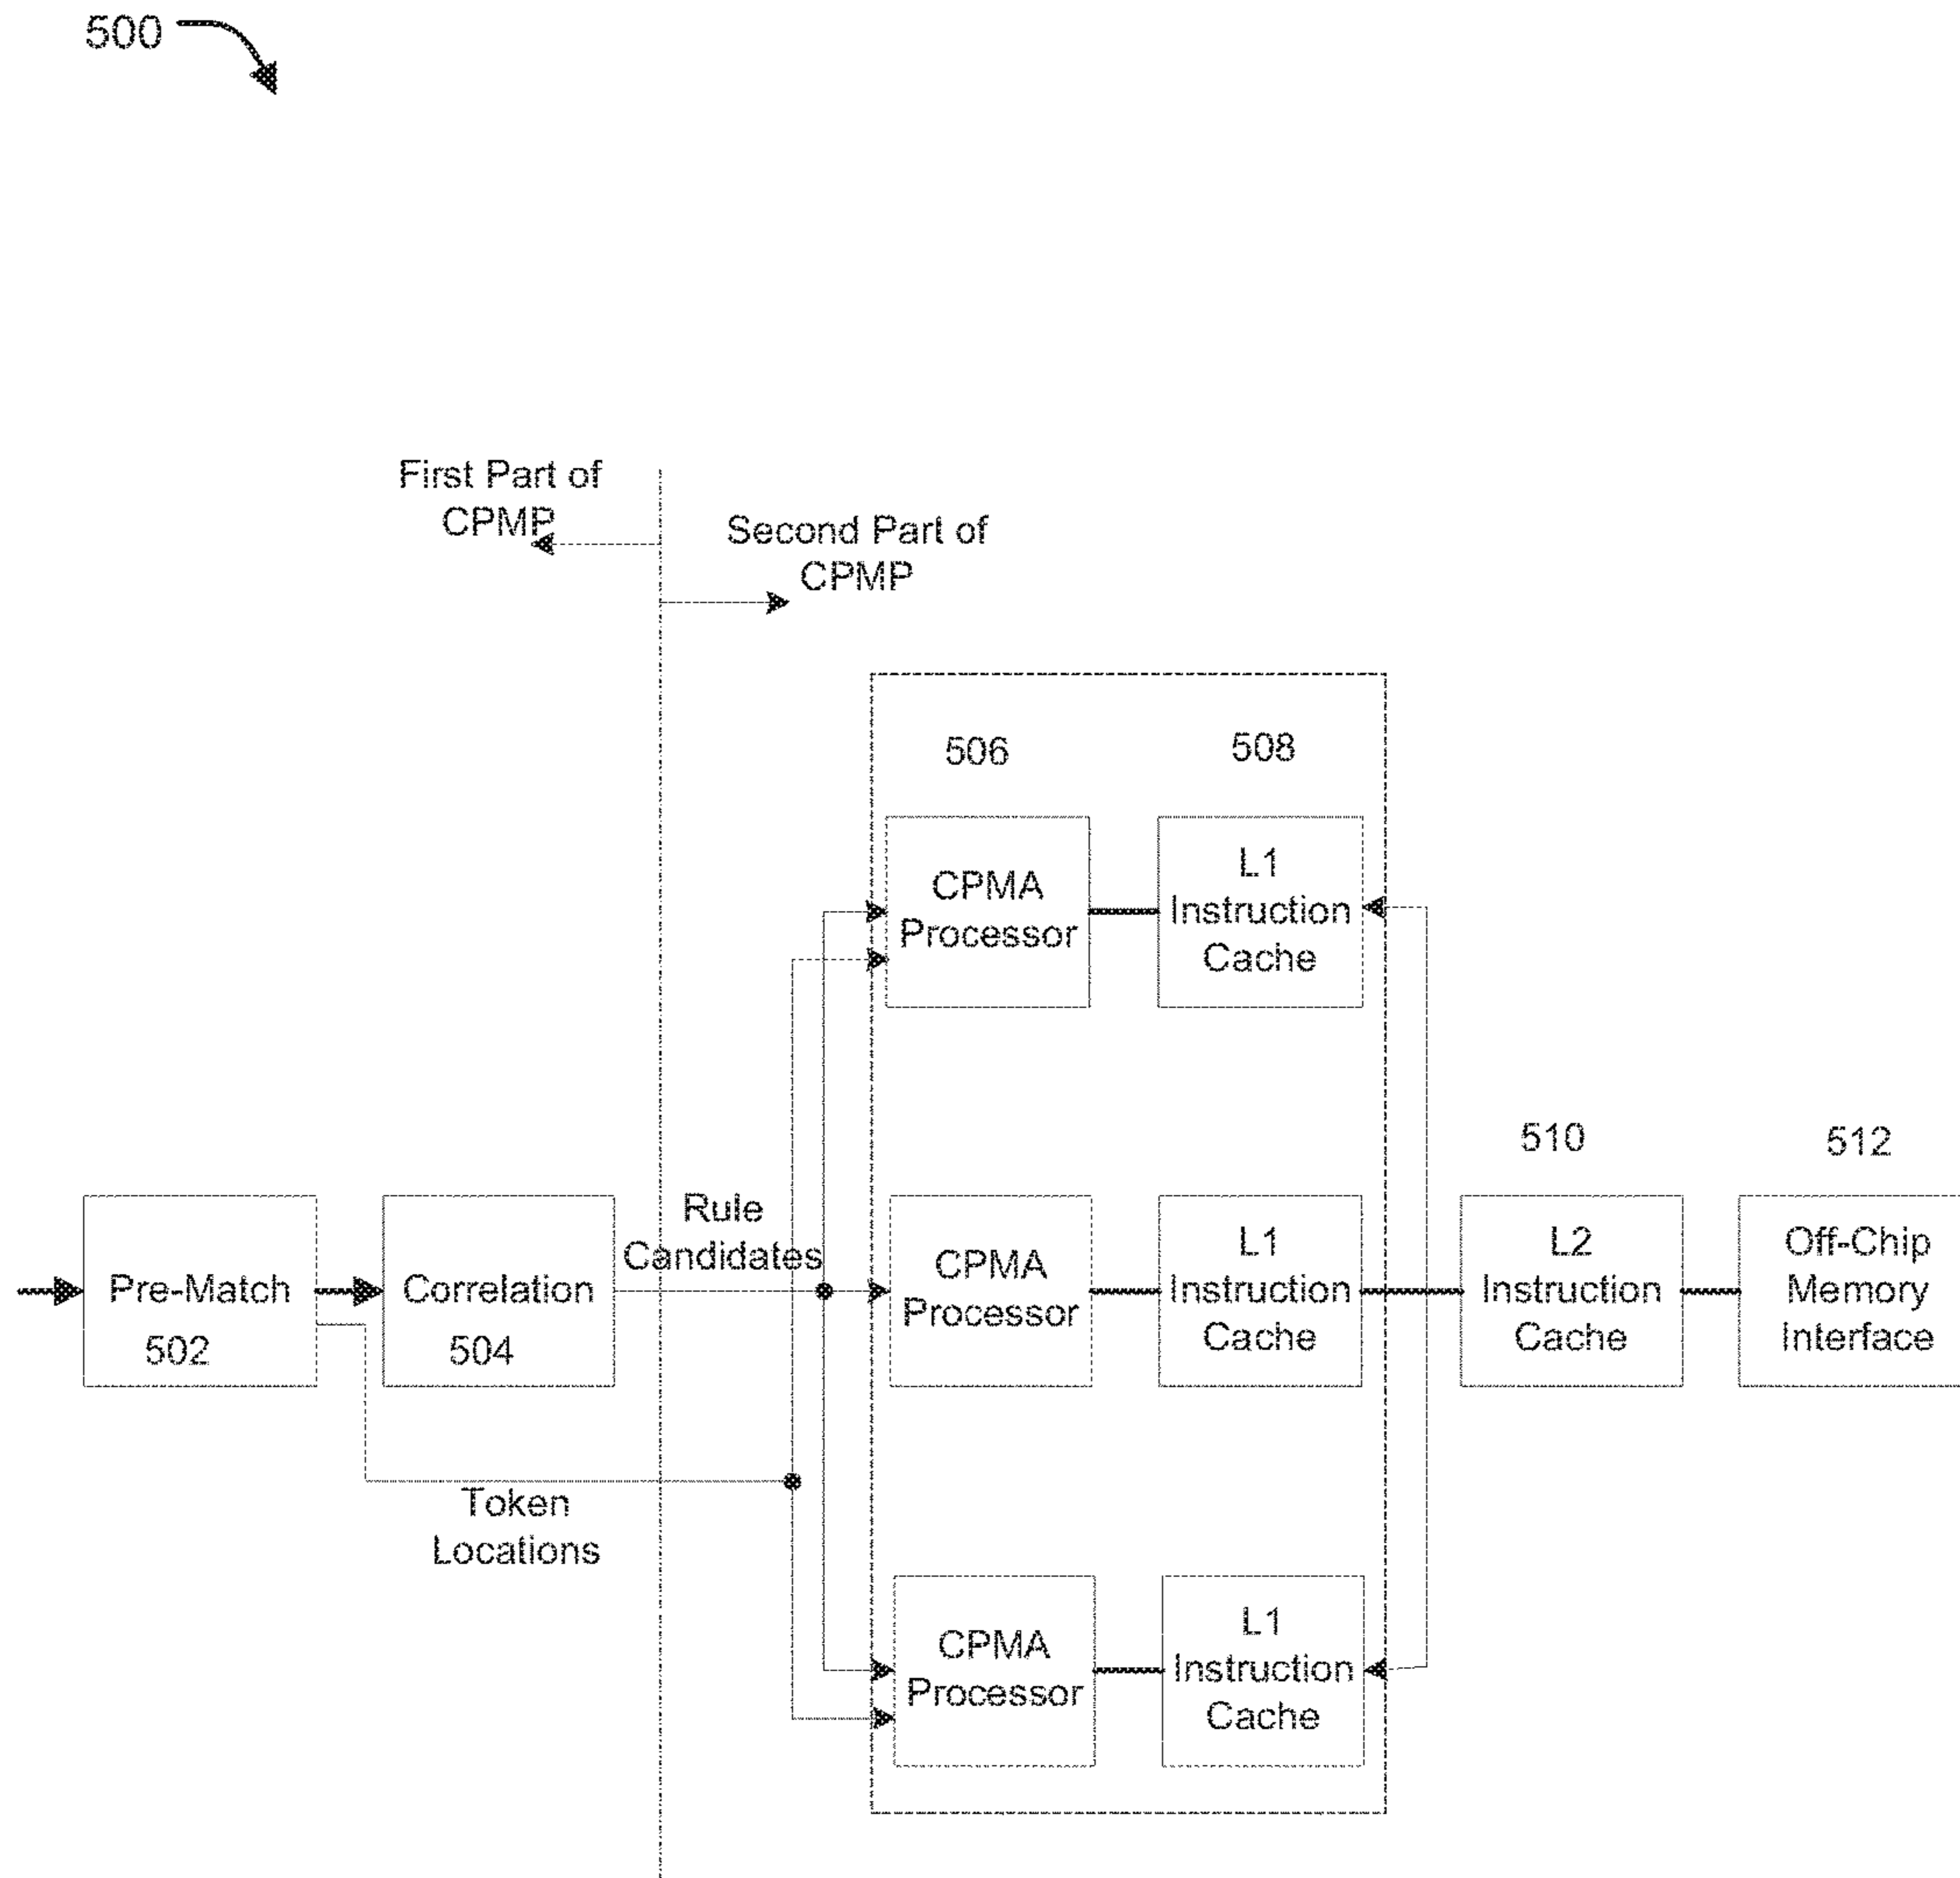 500
First Part of
CPMP
Second Part of
CPMP
506
508
CPMA
Processor
L1
Instruction
Cache
510
512
Pre-Match
502
Correlation
504
Rule
Candidates
CPMA
Processor
L1
Instruction
Cache
L2
Instruction
Cache
Off-Chip
Memory
Interface
Token
Locations
CPMA
Processor
L1
Instruction
Cache